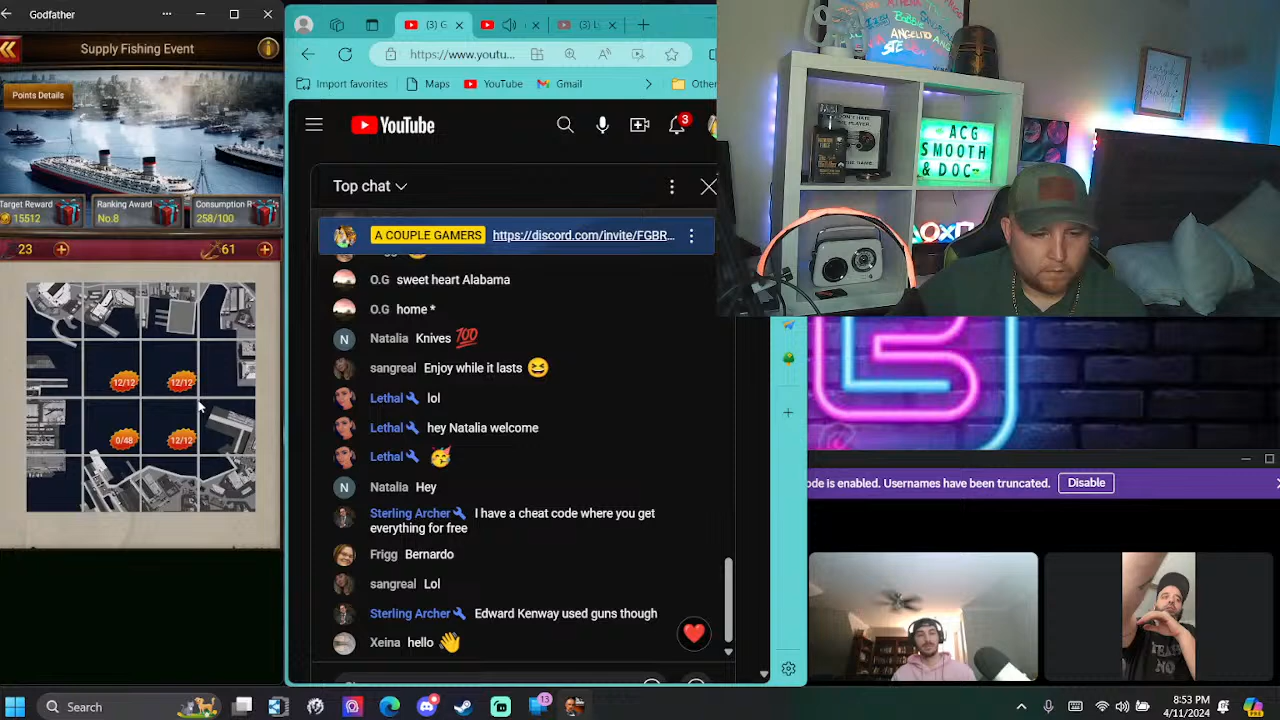 Godfather
Supply Fishing Event
Points Details
Target Reward
15512
Ranking Award
No.8
Consumption R
258/100
23
61
12/12
12/12
0/48
12/12
(3) G
(3) L
https://www.youtu...
Import favorites
Maps
YouTube
Gmail
Other
YouTube
3
Top chat
A COUPLE GAMERS https://discord.com/invite/FGBR...
O.G sweet heart Alabama
O.G home *
Natalia Knives 💯
sangreal Enjoy while it lasts 😆
Lethal lol
Lethal hey Natalia welcome
Lethal 🥳
N
Natalia Hey
Sterling Archer I have a cheat code where you get
everything for free
Frigg Bernardo
sangreal Lol
Sterling Archer Edward Kenway used guns though
Xeina hello 👋
ACG
SMOOTH
& DOC
ode is enabled. Usernames have been truncated.
Disable
Search
13
8:53 PM
4/11/2024